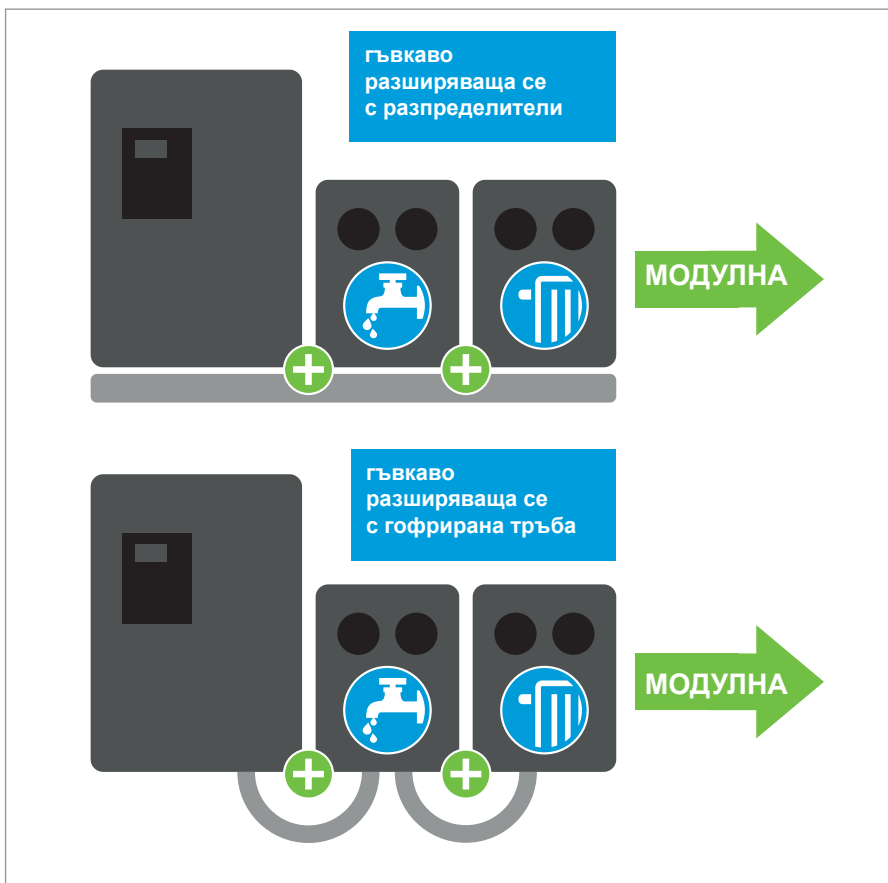 гъвкаво
разширяваща се
с разпределители
МОДУЛНА
гъвкаво
разширяваща се
с гофрирана тръба
МОДУЛНА